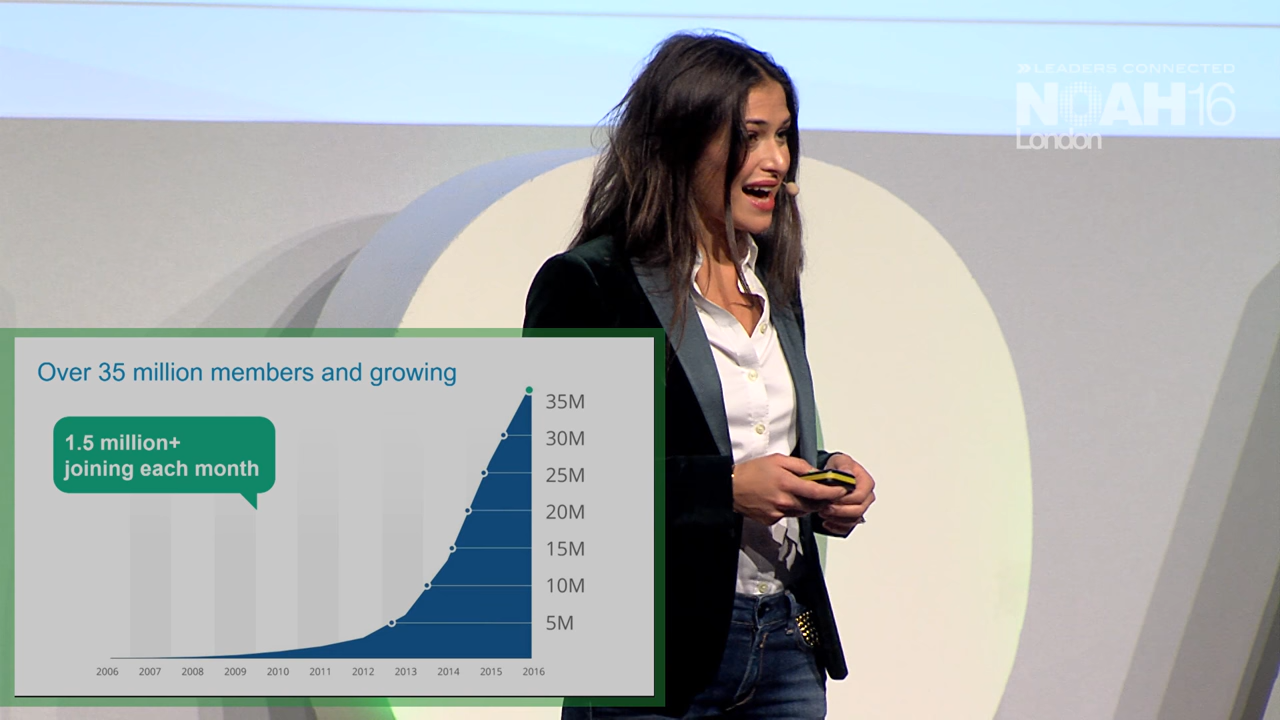 »LEADERS CONNECTED
NOAH16
London
Over 35 million members and growing
1.5 million+
joining each month
35M
30M
25M
20M
15M
10M
5M
2006 2007 2008 2009 2010 2011 2012 2013 2014 2015 2016